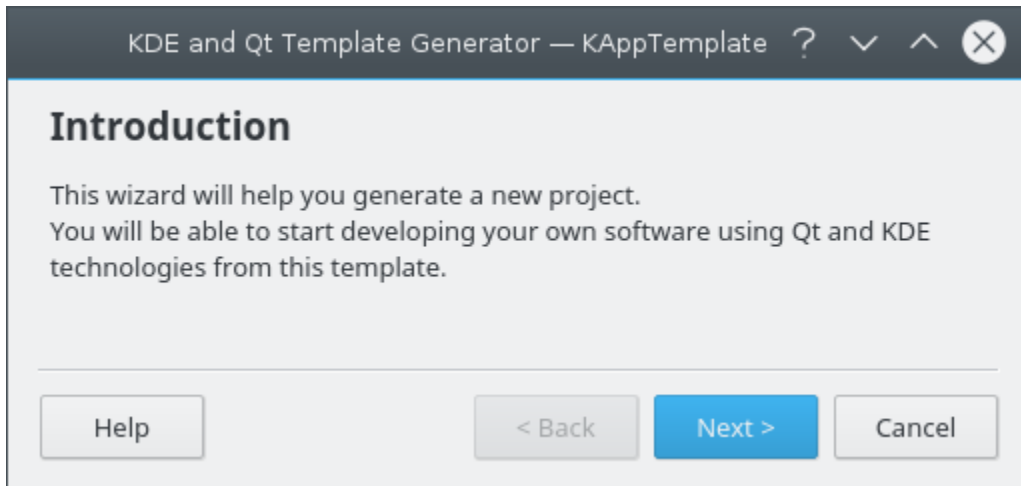 KDE and Qt Template Generator — KAppTemplate ?
Introduction
This wizard will help you generate a new project.
You will be able to start developing your own software using Qt and KDE
technologies from this template.
Help < Back Next > Cancel